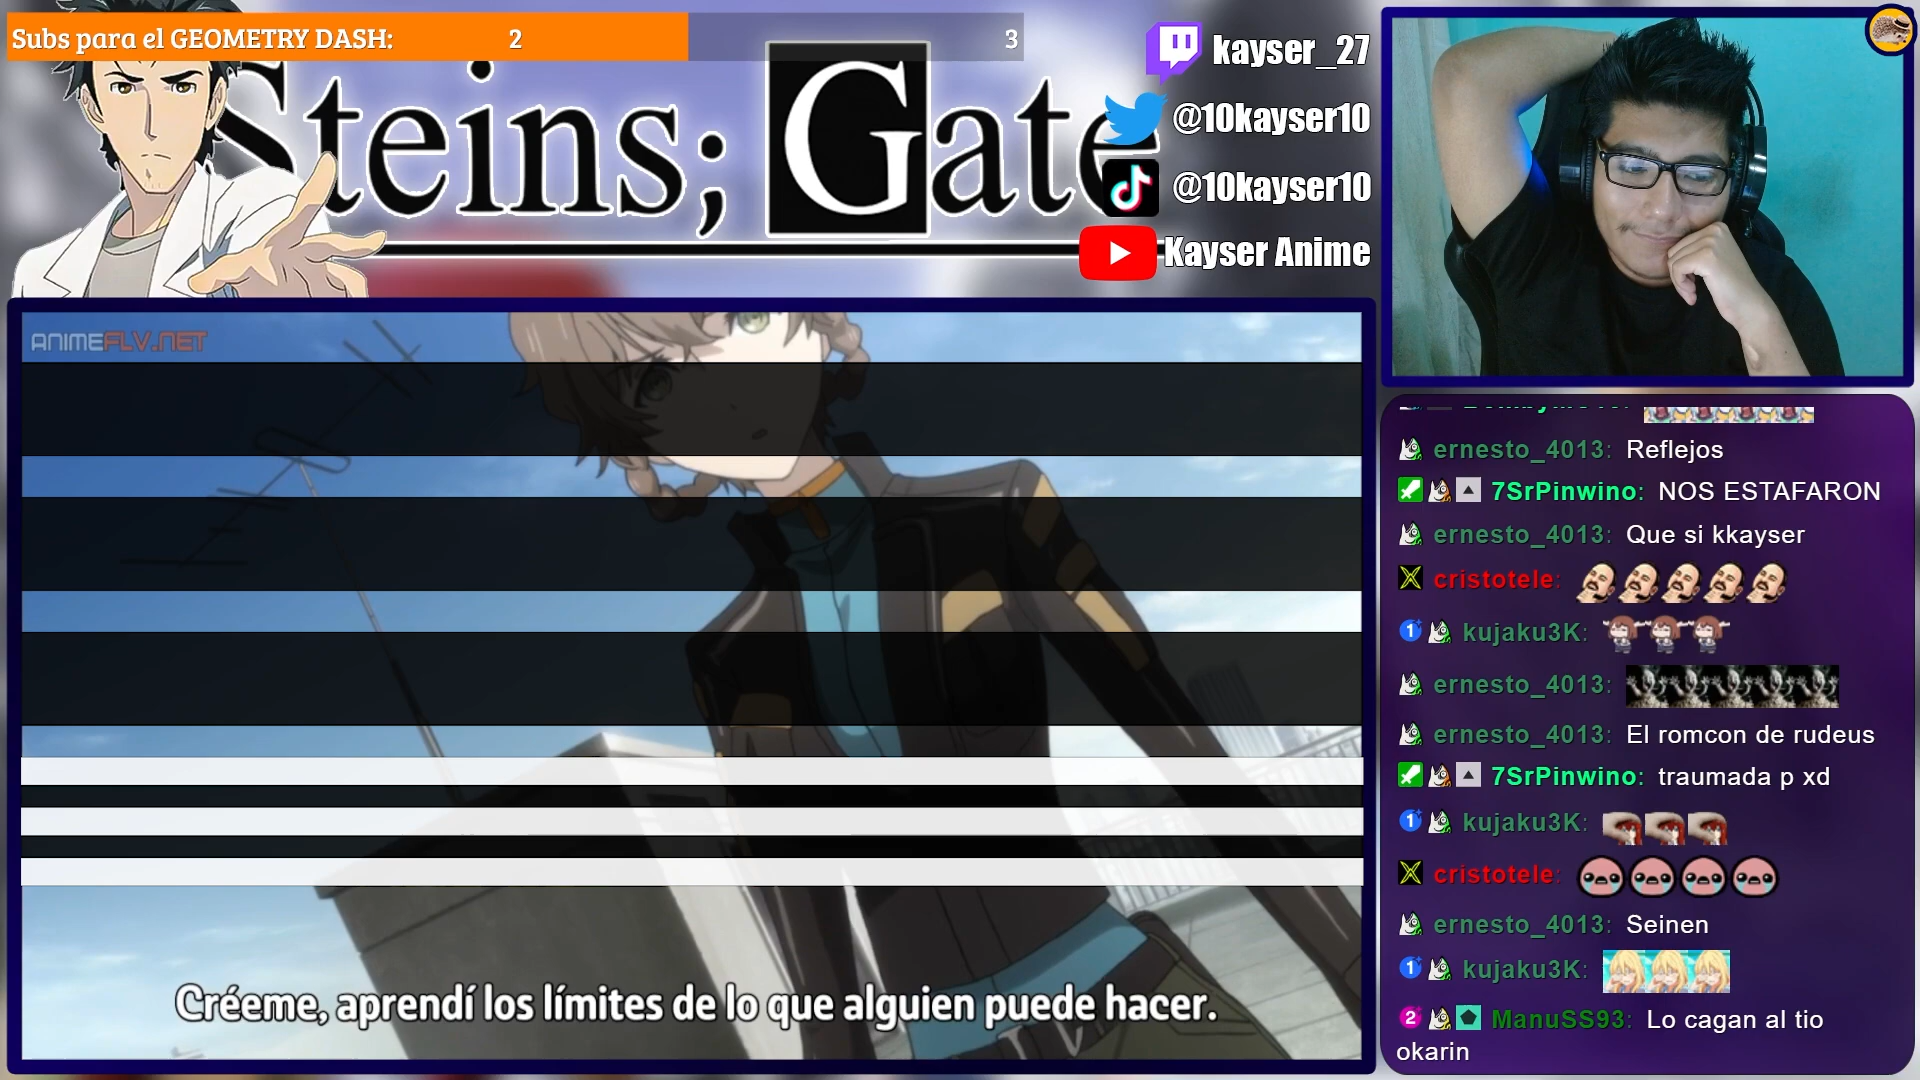 Subs para el GEOMETRY DASH: 2 3
Steins;Gate
kayser_27
@10kayser10
@10kayser10
Kayser Anime
ANIMEFLV.NET
Créeme, aprendí los límites de lo que alguien puede hacer.
ernesto_4013: Reflejos
7SrPinwino: NOS ESTAFARON
ernesto_4013: Que si kkayser
cristotele:
kujaku3K:
ernesto_4013:
ernesto_4013: El romcon de rudeus
7SrPinwino: traumada p xd
kujaku3K:
cristotele:
ernesto_4013: Seinen
kujaku3K:
ManuSS93: Lo cagan al tio
okarin